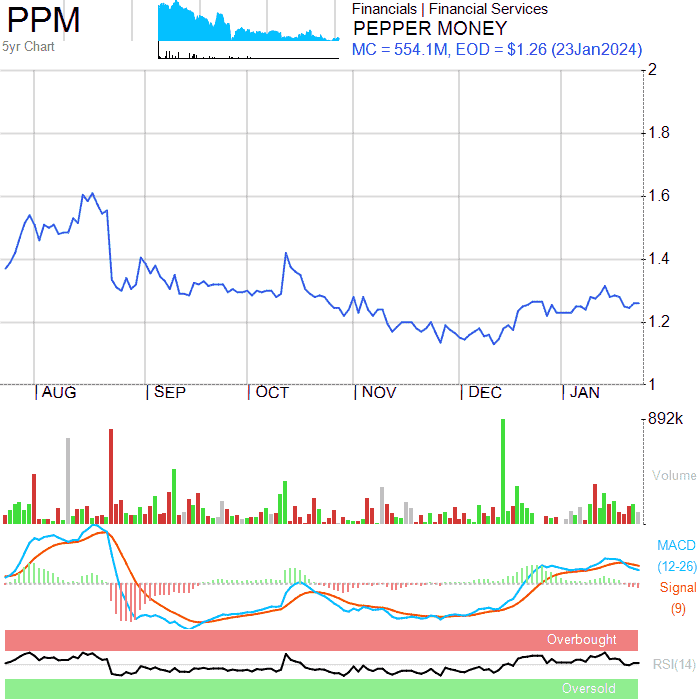 PPM
5yr Chart
Financials | Financial Services
PEPPER MONEY
MC = 554.1M, EOD = $1.26 (23Jan2024)
2
1.8
1.6
1.4
1.2
1
AUG SEP OCT NOV DEC JAN
892k
Volume
MACD
(12-26)
Signal
(9)
Overbought
RSI(14)
Oversold